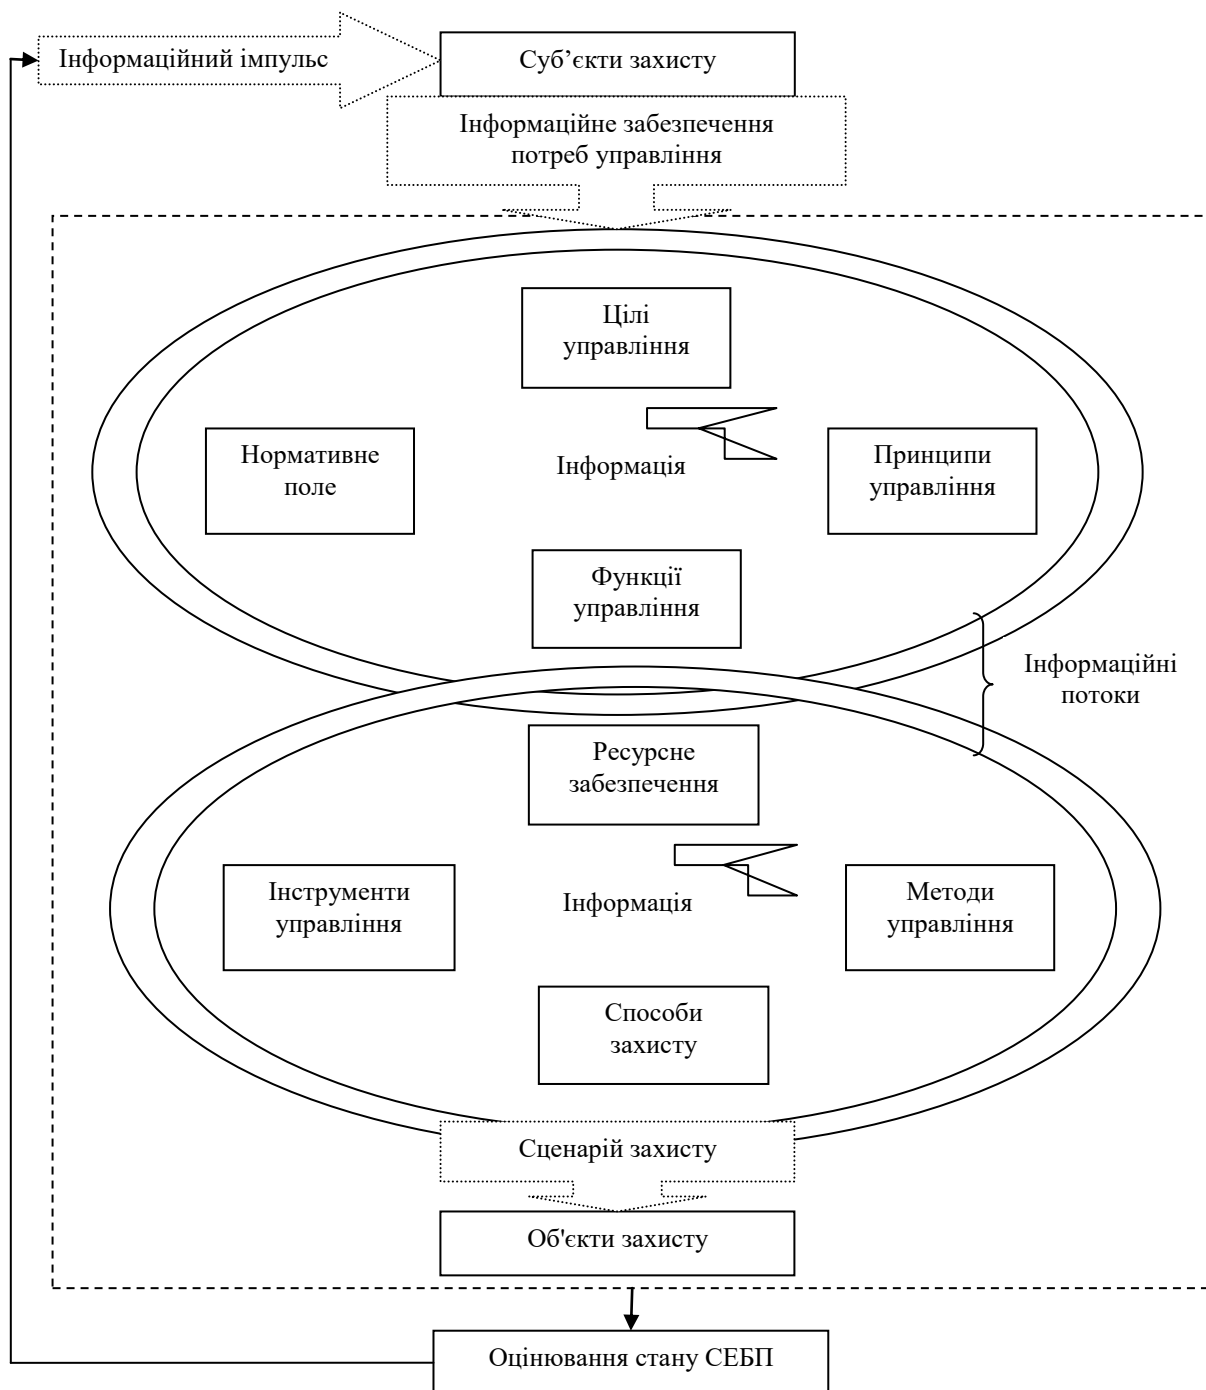 Інформаційний імпульс
Суб’єкти захисту
Інформаційне забезпечення
потреб управління
Цілі
управління
Нормативне
поле
Інформація
Принципи
управління
Функції
управління
Інформаційні
потоки
Ресурсне
забезпечення
Інструменти
управління
Інформація
Методи
управління
Способи
захисту
Сценарій захисту
Об'єкти захисту
Оцінювання стану СЕБП